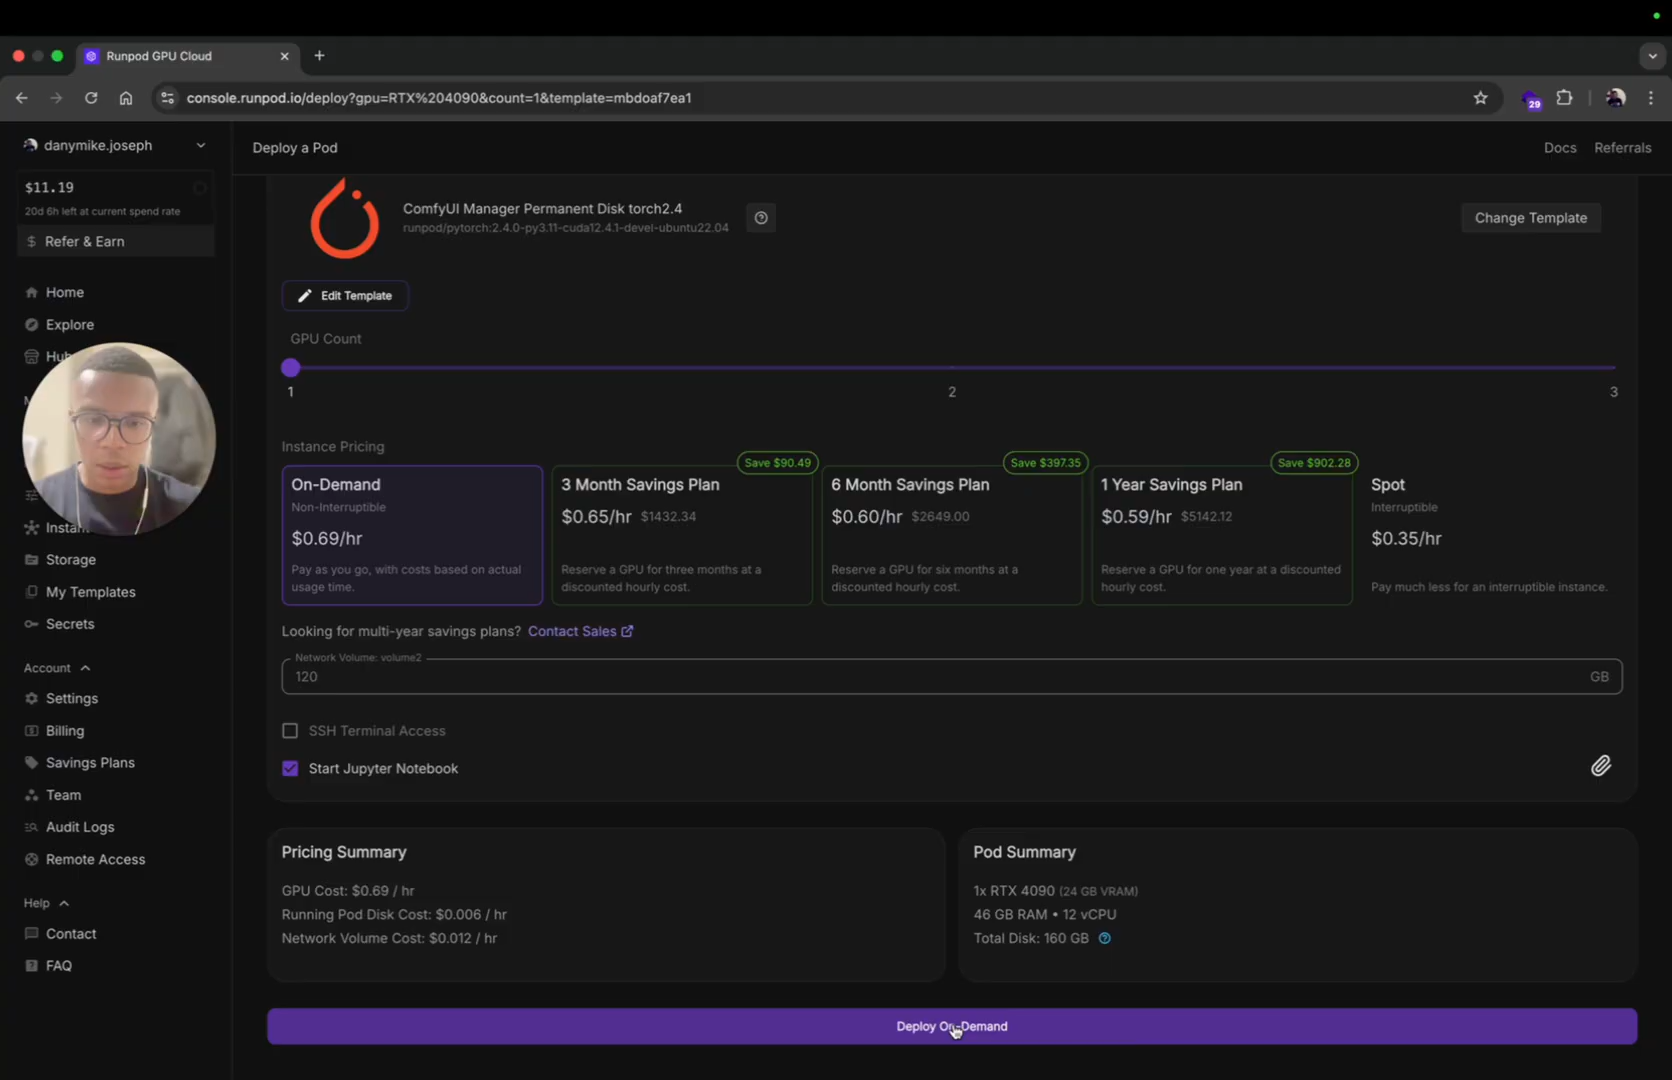 Runpod GPU Cloud
console.runpod.io/deploy?gpu=RTX%204090&count=1&template=mbdoaf7ea1
29
danymike.joseph
$11.19
20d 6h left at current spend rate
$ Refer & Earn
Home
Explore
Hub
Instan
Storage
My Templates
Secrets
Account
Settings
Billing
Savings Plans
Team
Audit Logs
Remote Access
Help
Contact
FAQ
Deploy a Pod
Docs
Referrals
ComfyUI Manager Permanent Disk torch2.4
runpod/pytorch:2.4.0-py3.11-cuda12.4.1-devel-ubuntu22.04
Change Template
Edit Template
GPU Count
1
2
3
Instance Pricing
On-Demand
Non-Interruptible
$0.69/hr
Pay as you go, with costs based on actual
usage time.
Save $90.49
3 Month Savings Plan
$0.65/hr $1432.34
Reserve a GPU for three months at a
discounted hourly cost.
Save $397.35
6 Month Savings Plan
$0.60/hr $2649.00
Reserve a GPU for six months at a
discounted hourly cost.
Save $902.28
1 Year Savings Plan
$0.59/hr $5142.12
Reserve a GPU for one year at a discounted
hourly cost.
Spot
Interruptible
$0.35/hr
Pay much less for an interruptible instance.
Looking for multi-year savings plans? Contact Sales
Network Volume: volume2
120
GB
SSH Terminal Access
Start Jupyter Notebook
Pricing Summary
GPU Cost: $0.69 / hr
Running Pod Disk Cost: $0.006 / hr
Network Volume Cost: $0.012 / hr
Pod Summary
1x RTX 4090 (24 GB VRAM)
46 GB RAM • 12 vCPU
Total Disk: 160 GB
Deploy On-Demand